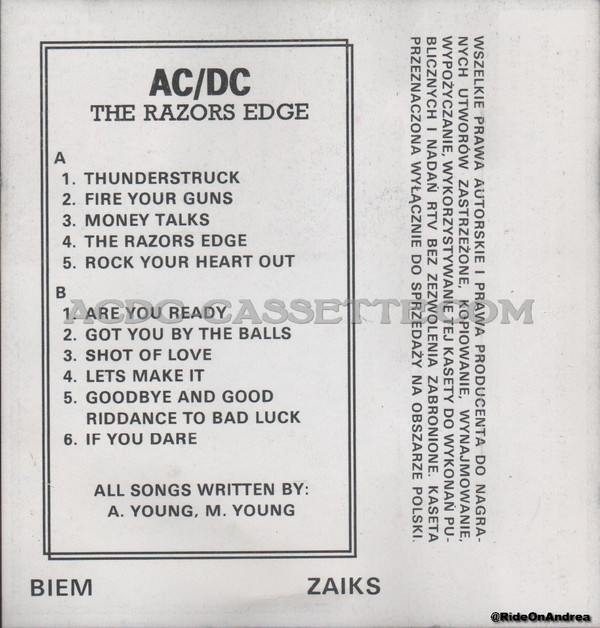 AC/DC
THE RAZORS EDGE
A
1. THUNDERSTRUCK
2. FIRE YOUR GUNS
3. MONEY TALKS
4. THE RAZORS EDGE
5. ROCK YOUR HEART OUT
B
1. ARE YOU READY
2. GOT YOU BY THE BALLS
3. SHOT OF LOVE
4. LETS MAKE IT
5. GOODBYE AND GOOD
RIDDANCE TO BAD LUCK
6. IF YOU DARE
ALL SONGS WRITTEN BY:
A. YOUNG, M. YOUNG
BIEM
ZAIKS
WSZELKIE PRAWA AUTORSKIE I PRAWA PRODUCENTA DO NAGRA-
NYCH UTWORÓW ZASTRZEŻONE, KOPIOWANIE, WYNAJMOWANIE,
WYPOŻYCZANIE, WYKORZYSTYWANIE TEJ KASETY DO WYKONAŃ PU-
BLICZNYCH I NADAŃ RTV BEZ ZEZWOLENIA ZABRONIONE. KASETA
PRZEZNACZONA WYŁĄCZNIE DO SPRZEDAŻY NA OBSZARZE POLSKI.
ACDC-CASSETTE.COM
@RideOnAndrea